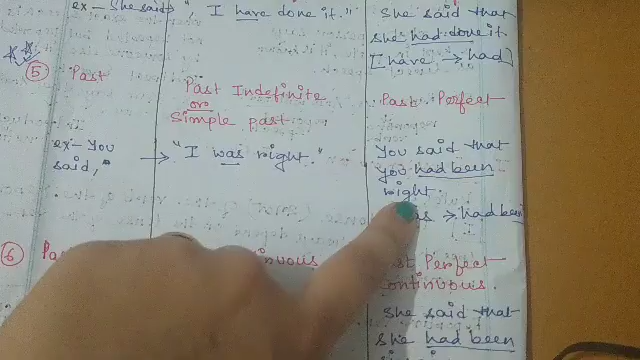 ex - She said, "I have done it."
She said that
she had done it
[have → had]
⑤ Past
Past Indefinite
or
Simple past
Past Perfect
ex - You
said, → "I was right."
You said that
you had been
right.
→ had been
⑥
Past Perfect
continuous.
She said that
she had been